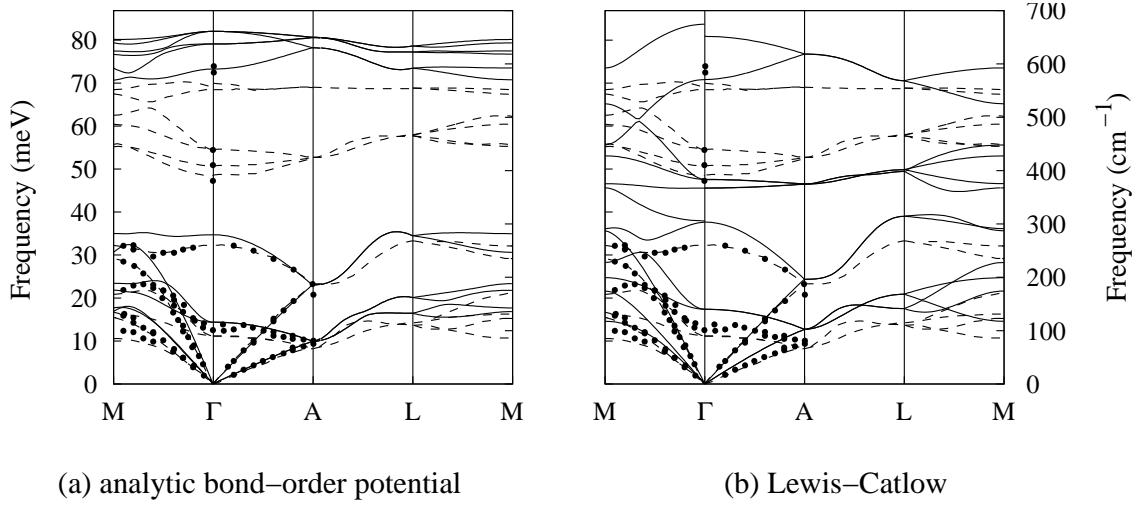 Frequency (meV)
80
70
60
50
40
30
20
10
0
M Γ A L M
M Γ A L M
700
600
500
400
300
200
100
0
Frequency (cm⁻¹)
(a) analytic bond−order potential
(b) Lewis−Catlow